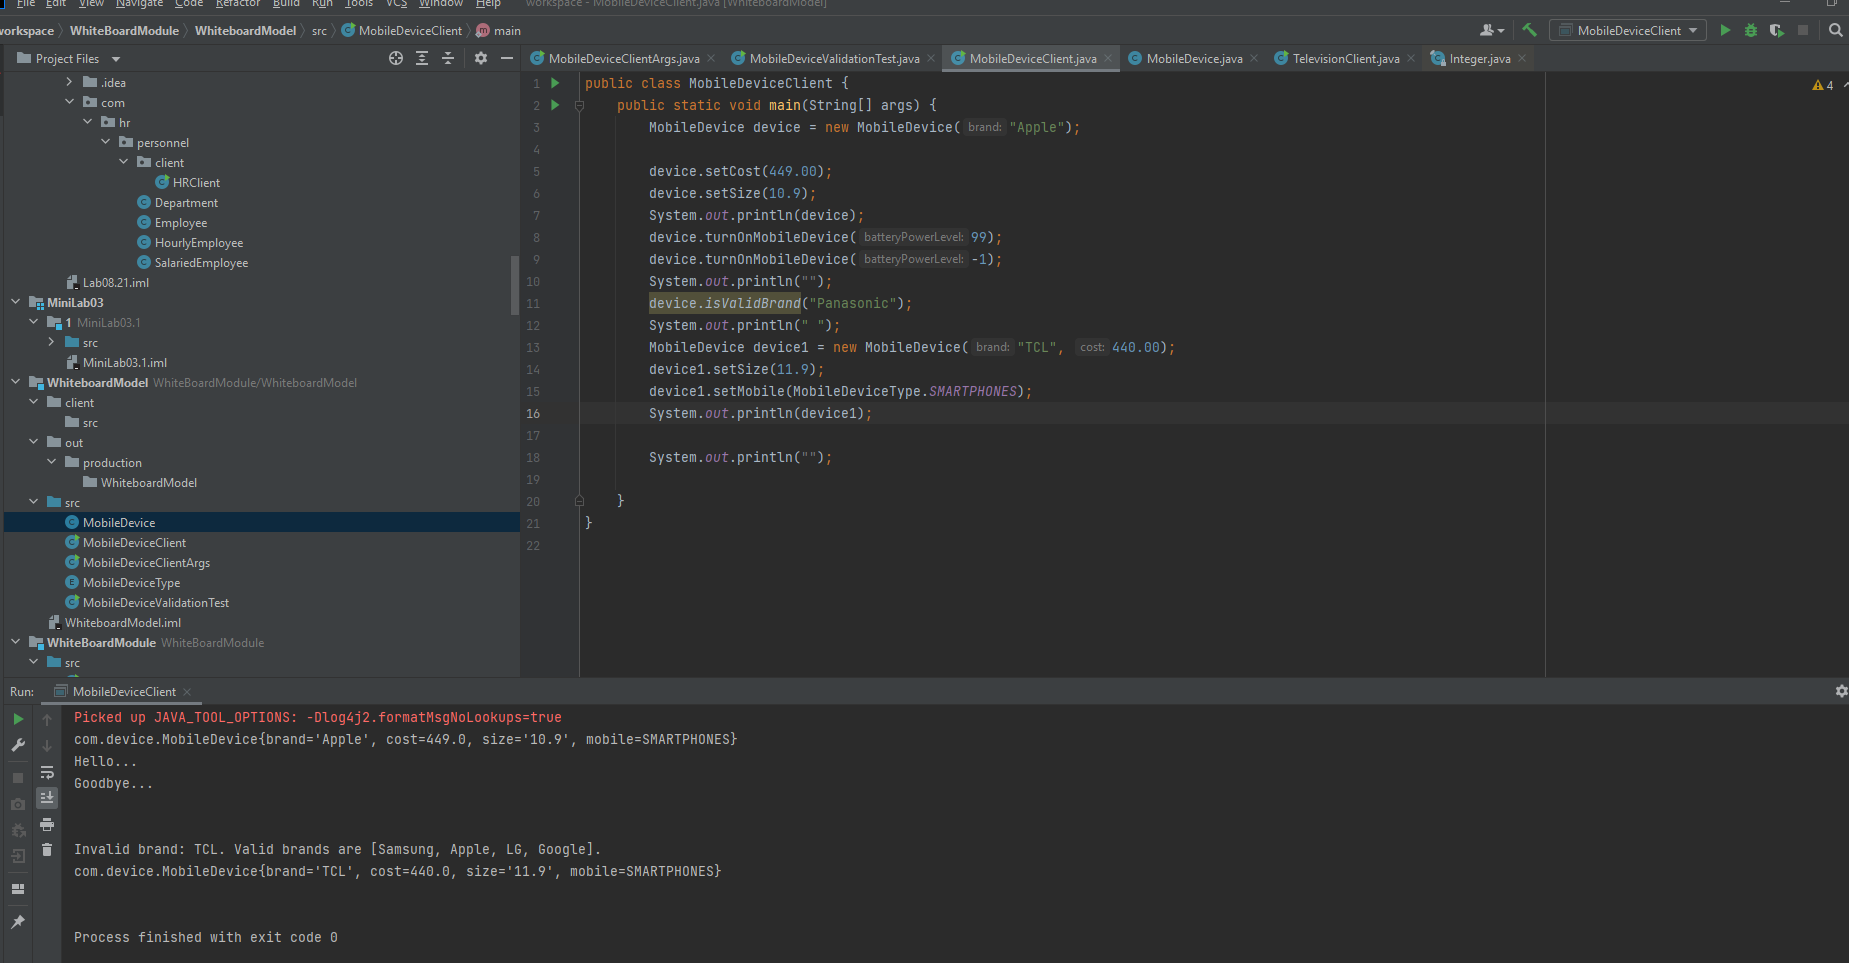 File Edit View Navigate Code Refactor Build Run Tools VCS Window Help workspace - MobileDeviceClient.java [WhiteboardModel]
workspace WhiteBoardModule WhiteboardModel src MobileDeviceClient main
MobileDeviceClient
Project Files
MobileDeviceClientArgs.java MobileDeviceValidationTest.java MobileDeviceClient.java MobileDevice.java TelevisionClient.java Integer.java
.idea
com
hr
personnel
client
HRClient
Department
Employee
HourlyEmployee
SalariedEmployee
Lab08.21.iml
MiniLab03
1 MiniLab03.1
src
MiniLab03.1.iml
WhiteboardModel WhiteBoardModule/WhiteboardModel
client
src
out
production
WhiteboardModel
src
MobileDevice
MobileDeviceClient
MobileDeviceClientArgs
MobileDeviceType
MobileDeviceValidationTest
WhiteboardModel.iml
WhiteBoardModule WhiteBoardModule
src
4
1 public class MobileDeviceClient {
2 public static void main(String[] args) {
3 MobileDevice device = new MobileDevice( brand: "Apple");
4
5 device.setCost(449.00);
6 device.setSize(10.9);
7 System.out.println(device);
8 device.turnOnMobileDevice( batteryPowerLevel: 99);
9 device.turnOnMobileDevice( batteryPowerLevel: -1);
10 System.out.println("");
11 device.isValidBrand("Panasonic");
12 System.out.println(" ");
13 MobileDevice device1 = new MobileDevice( brand: "TCL", cost: 440.00);
14 device1.setSize(11.9);
15 device1.setMobile(MobileDeviceType.SMARTPHONES);
16 System.out.println(device1);
17
18 System.out.println("");
19
20 }
21 }
22
Run: MobileDeviceClient
Picked up JAVA_TOOL_OPTIONS: -Dlog4j2.formatMsgNoLookups=true
com.device.MobileDevice{brand='Apple', cost=449.0, size='10.9', mobile=SMARTPHONES}
Hello...
Goodbye...
Invalid brand: TCL. Valid brands are [Samsung, Apple, LG, Google].
com.device.MobileDevice{brand='TCL', cost=440.0, size='11.9', mobile=SMARTPHONES}
Process finished with exit code 0